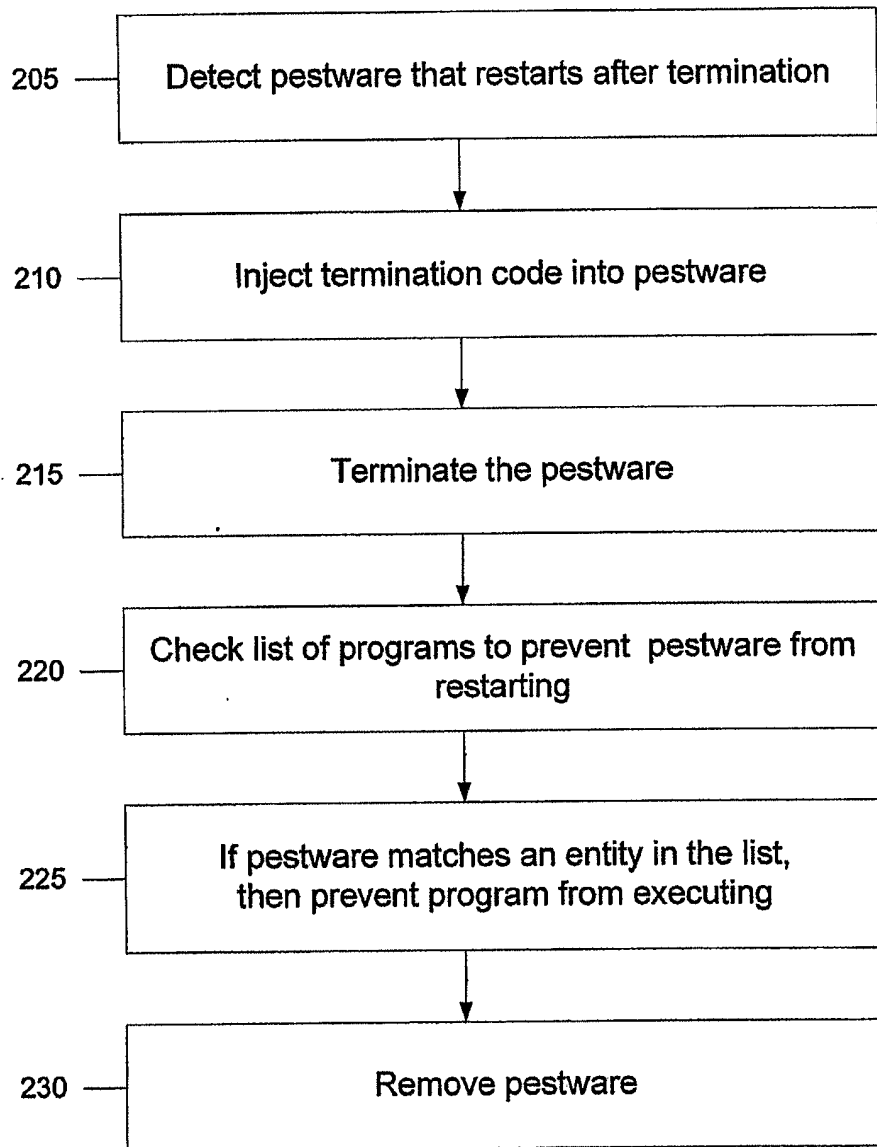 205
Detect pestware that restarts after termination
210
Inject termination code into pestware
215
Terminate the pestware
220
Check list of programs to prevent pestware from
restarting
225
If pestware matches an entity in the list,
then prevent program from executing
230
Remove pestware